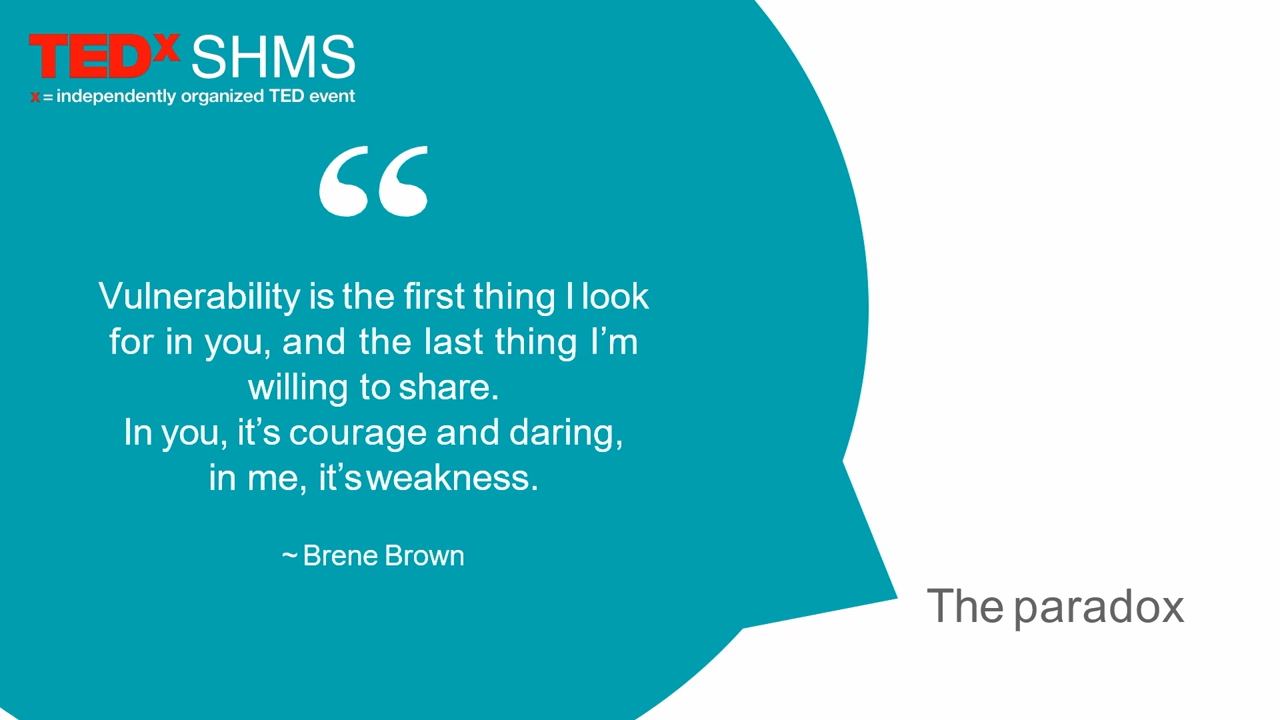 TEDx SHMS
x = independently organized TED event
“
Vulnerability is the first thing I look
for in you, and the last thing I’m
willing to share.
In you, it’s courage and daring,
in me, it’s weakness.
~ Brene Brown
The paradox